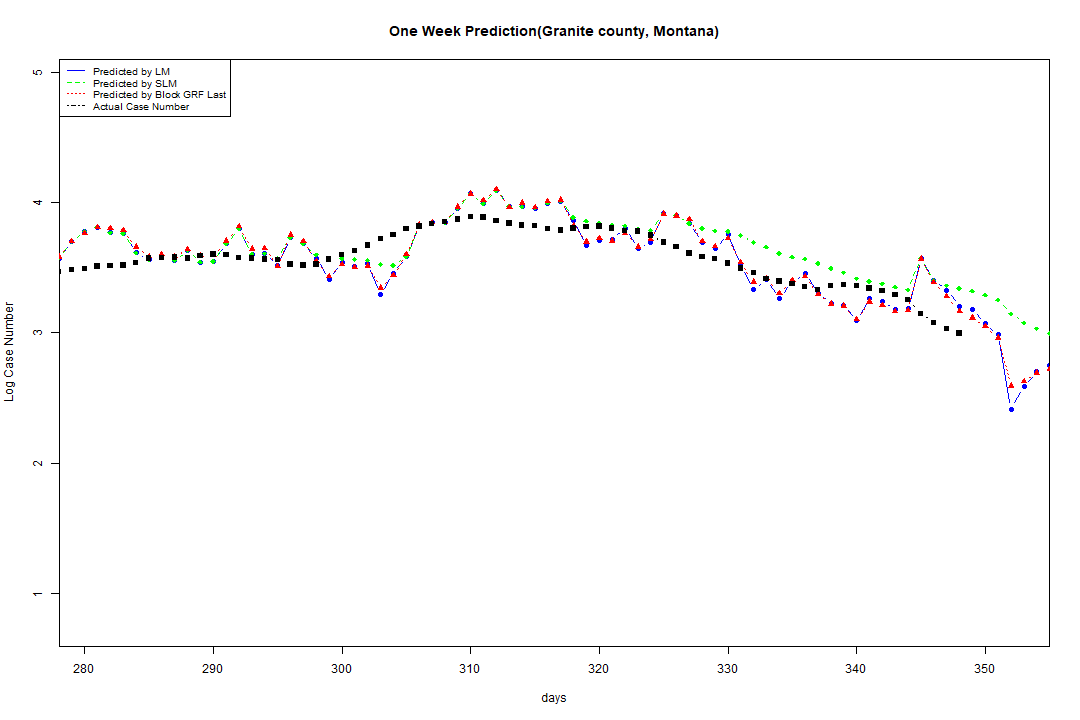 One Week Prediction(Granite county, Montana)
Predicted by LM
Predicted by SLM
Predicted by Block GRF Last
Actual Case Number
5
4
3
2
1
Log Case Number
280 290 300 310 320 330 340 350
days